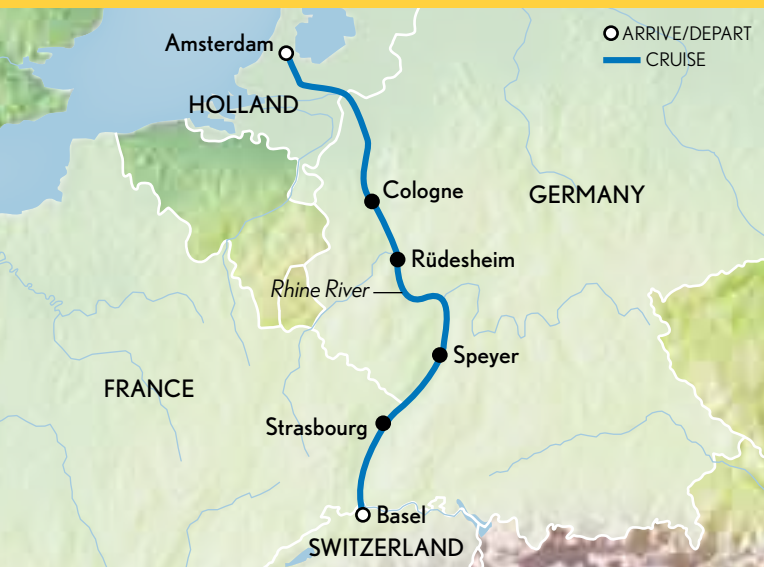 ARRIVE/DEPART
CRUISE
Amsterdam
HOLLAND
Cologne
GERMANY
Rüdesheim
Rhine River
Speyer
FRANCE
Strasbourg
Basel
SWITZERLAND